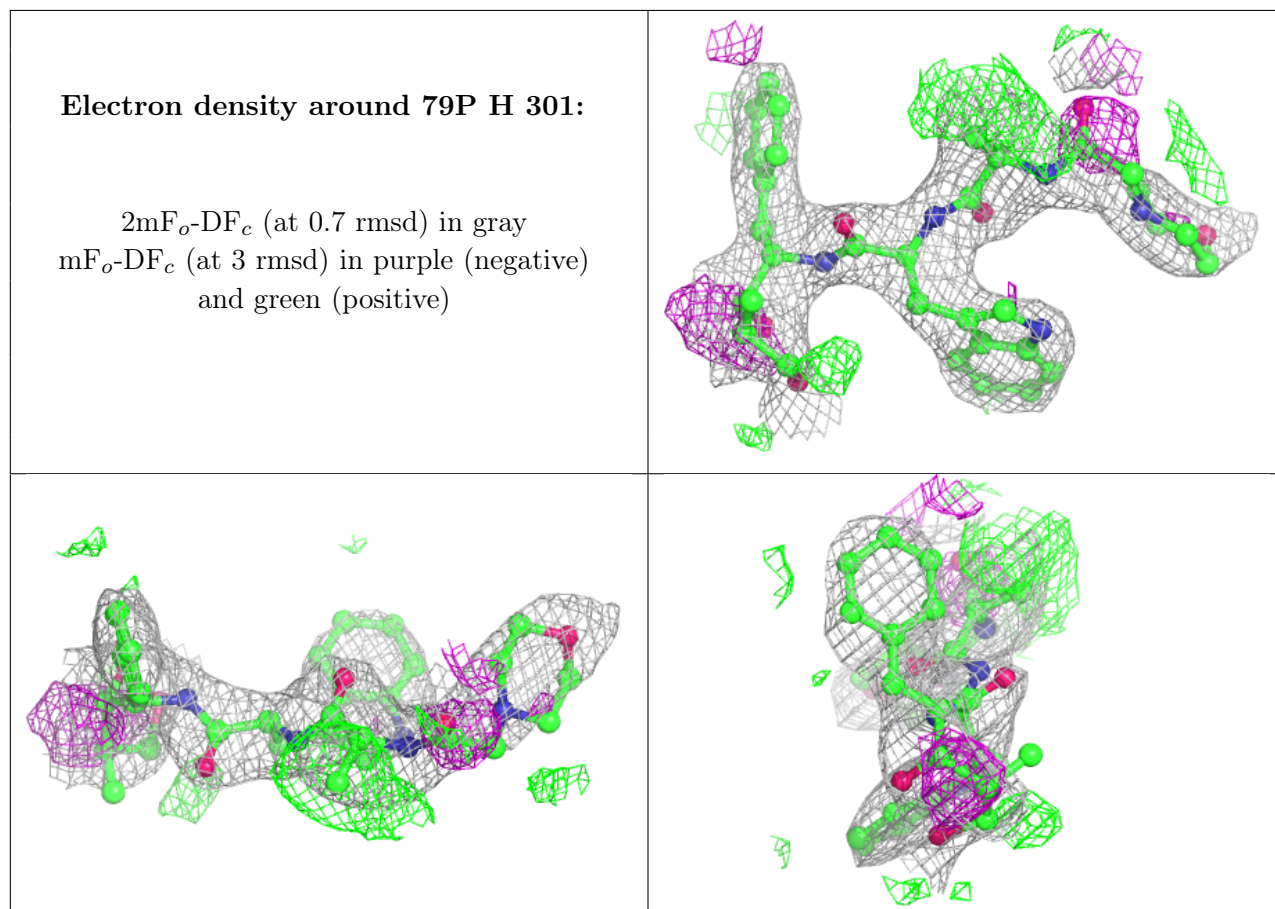 Electron density around 79P H 301:
2mFo-DFc (at 0.7 rmsd) in gray
mFo-DFc (at 3 rmsd) in purple (negative)
and green (positive)